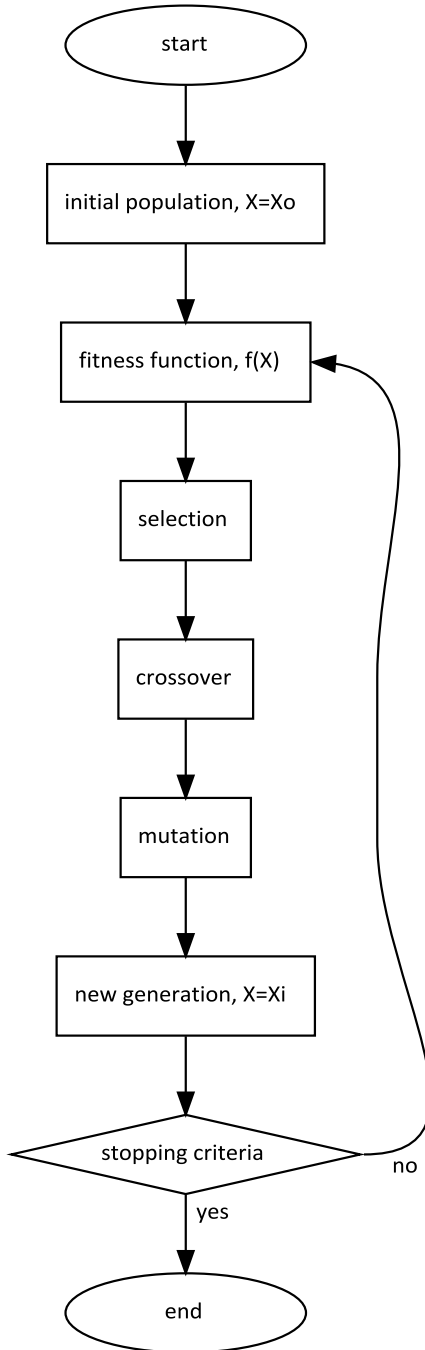 start
initial population, X=Xo
fitness function, f(X)
selection
crossover
mutation
new generation, X=Xi
stopping criteria
no
yes
end